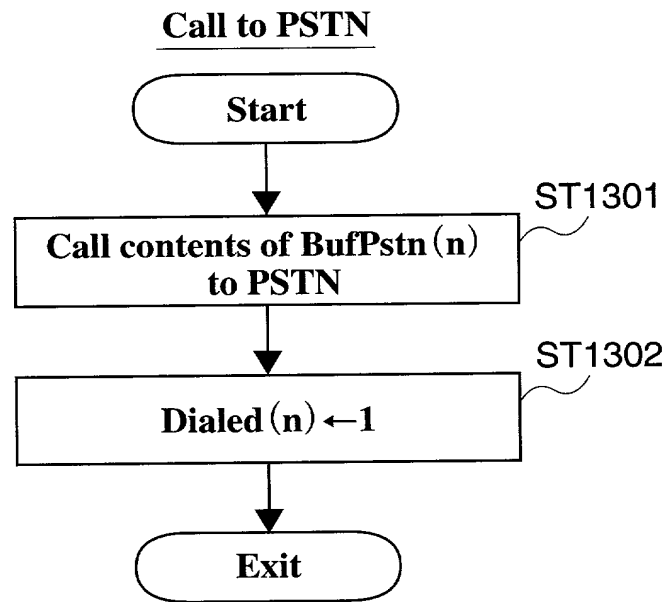 Call to PSTN
Start
ST1301
Call contents of BufPstn(n)
to PSTN
ST1302
Dialed(n)←1
Exit